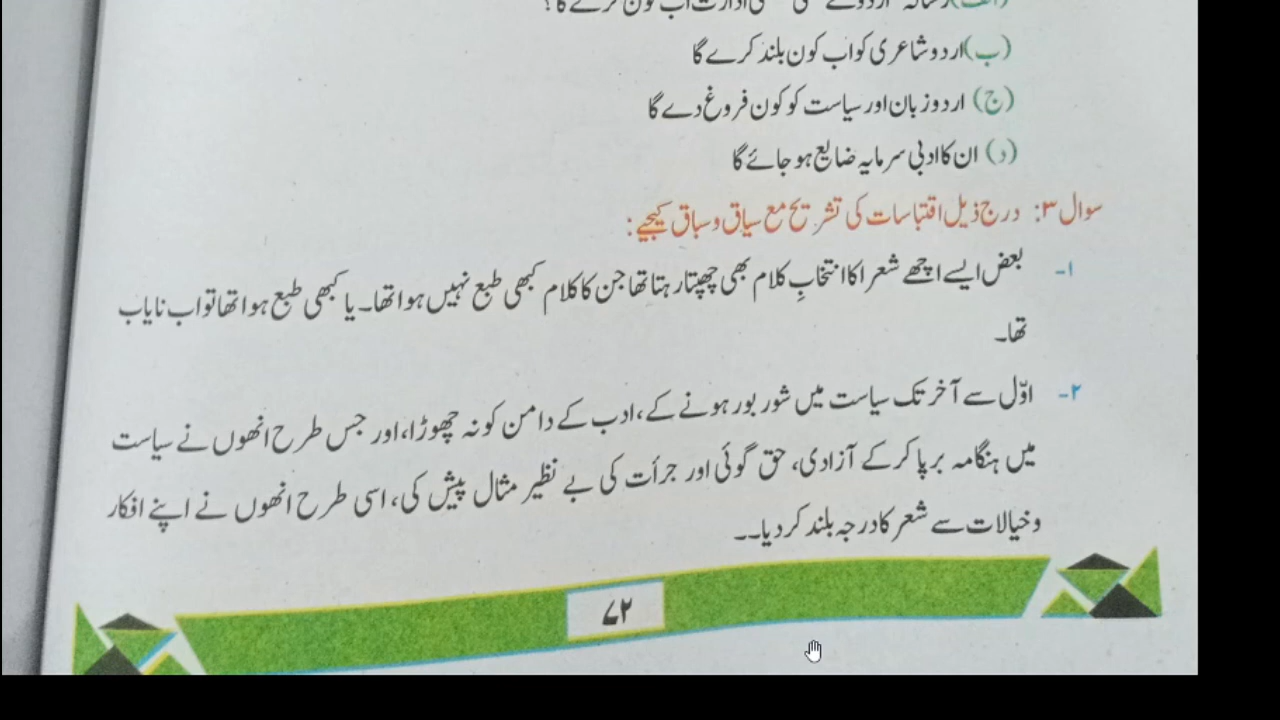 (ب) اردو شاعری کو اب کون بلند کرے گا
(ج) اردو زبان اور سیاست کو کون فروغ دے گا
(د) ان کا ادبی سرمایہ ضایع ہو جائے گا
سوال ۳: درج ذیل اقتباسات کی تشریح مع سیاق و سباق کیجیے:
۱- بعض ایسے اچھے شعرا کا انتخابِ کلام بھی چھپتا رہتا تھا جن کا کلام کبھی طبع نہیں ہوا تھا۔ یا کبھی طبع ہوا تھا تو اب نایاب
تھا۔
۲- اوّل سے آخر تک سیاست میں شور بور ہونے کے، ادب کے دامن کو نہ چھوڑا، اور جس طرح انھوں نے سیاست
میں ہنگامہ برپا کر کے آزادی، حق گوئی اور جرأت کی بے نظیر مثال پیش کی، اسی طرح انھوں نے اپنے افکار
و خیالات سے شعر کا درجہ بلند کر دیا۔۔
۷۲